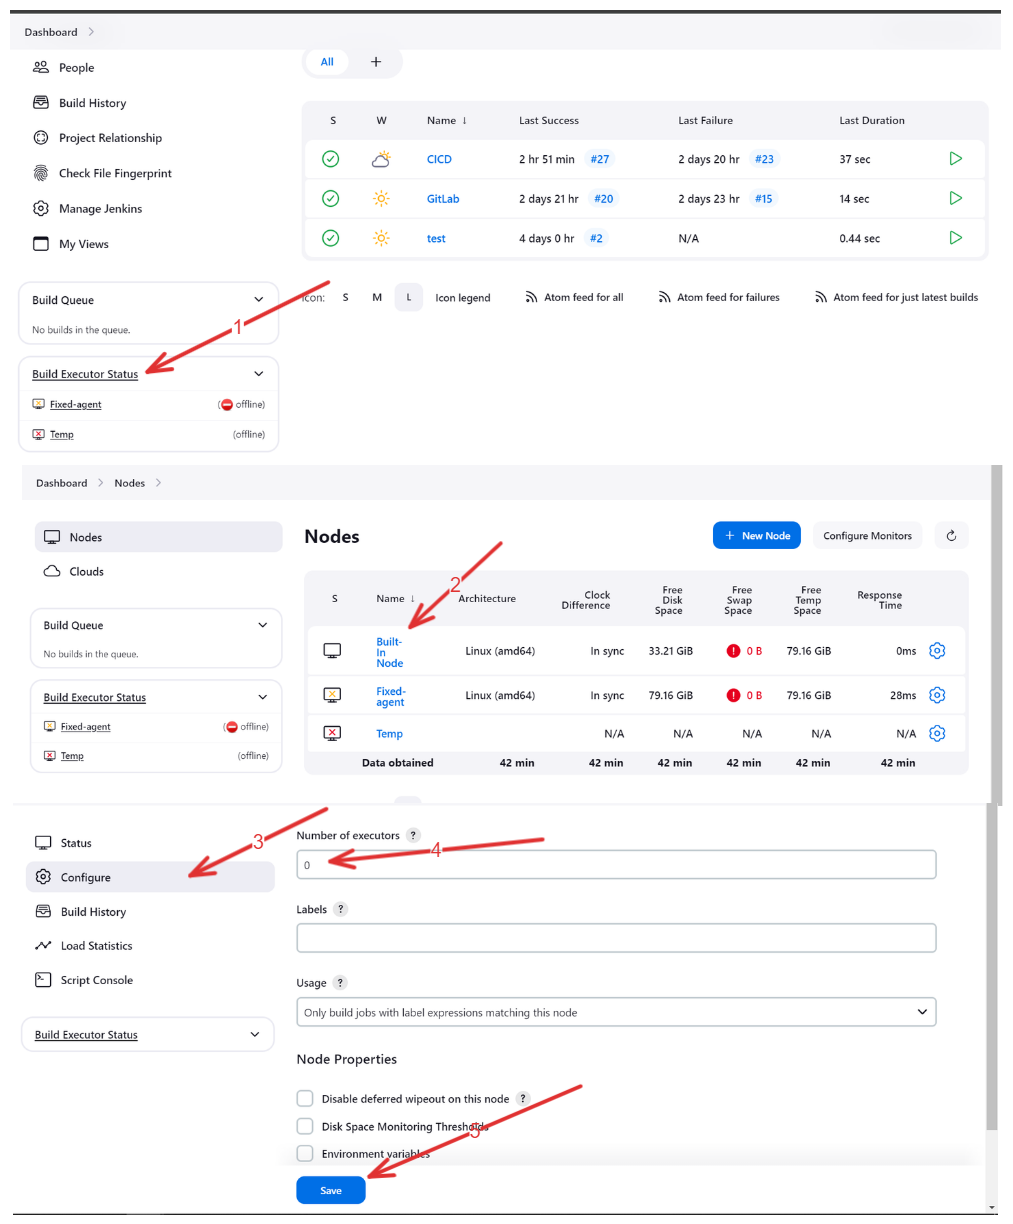 Dashboard
People
Build History
Project Relationship
Check File Fingerprint
Manage Jenkins
My Views
All +
S W Name ↓ Last Success Last Failure Last Duration
CICD 2 hr 51 min #27 2 days 20 hr #23 37 sec
GitLab 2 days 21 hr #20 2 days 23 hr #15 14 sec
test 4 days 0 hr #2 N/A 0.44 sec
Icon: S M L Icon legend Atom feed for all Atom feed for failures Atom feed for just latest builds
Build Queue
No builds in the queue.
1
Build Executor Status
Fixed-agent (offline)
Temp (offline)
Dashboard Nodes
Nodes
Clouds
Build Queue
No builds in the queue.
Build Executor Status
Fixed-agent (offline)
Temp (offline)
Nodes
+ New Node Configure Monitors
2
S Name ↓ Architecture Clock Difference Free Disk Space Free Swap Space Free Temp Space Response Time
Built-In Node Linux (amd64) In sync 33.21 GiB 0 B 79.16 GiB 0ms
Fixed-agent Linux (amd64) In sync 79.16 GiB 0 B 79.16 GiB 28ms
Temp N/A N/A N/A N/A N/A
Data obtained 42 min 42 min 42 min 42 min 42 min 42 min
Status
3
Configure
Build History
Load Statistics
Script Console
Build Executor Status
Number of executors ?
4
0
Labels ?
Usage ?
Only build jobs with label expressions matching this node
Node Properties
Disable deferred wipeout on this node ?
Disk Space Monitoring Thresholds
5
Environment variables
Save